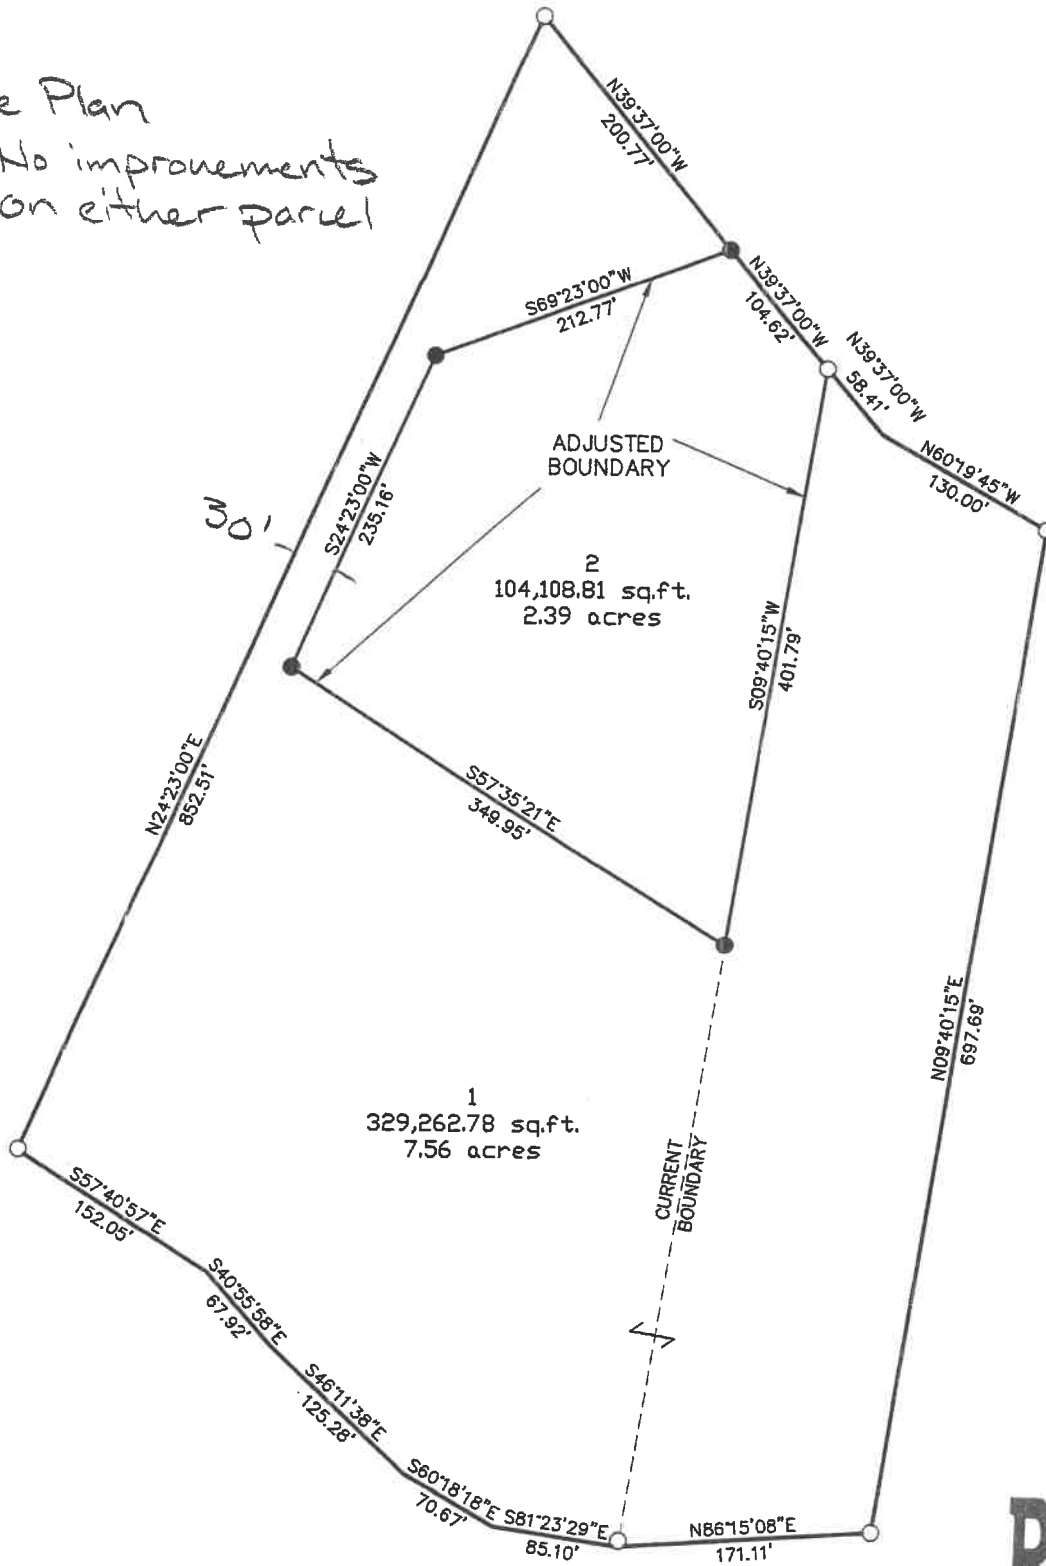 Plan
No improvements
on either parcel
N39°37'00"W
200.77'
N39°37'00"W
104.62'
N39°37'00"W
58.41'
N60°19'45"W
130.00'
S69°23'00"W
212.77'
ADJUSTED
BOUNDARY
S24°23'00"W
235.16'
30'
2
104,108.81 sq.ft.
2.39 acres
S09°40'15"W
401.79'
S57°35'21"E
349.95'
N24°23'00"E
852.51'
N09°40'15"E
697.69'
1
329,262.78 sq.ft.
7.56 acres
CURRENT
BOUNDARY
S57°40'57"E
152.05'
S40°55'58"E
67.92'
S46°11'38"E
125.28'
S60°18'18"E
70.67'
S81°23'29"E
85.10'
N86°15'08"E
171.11'